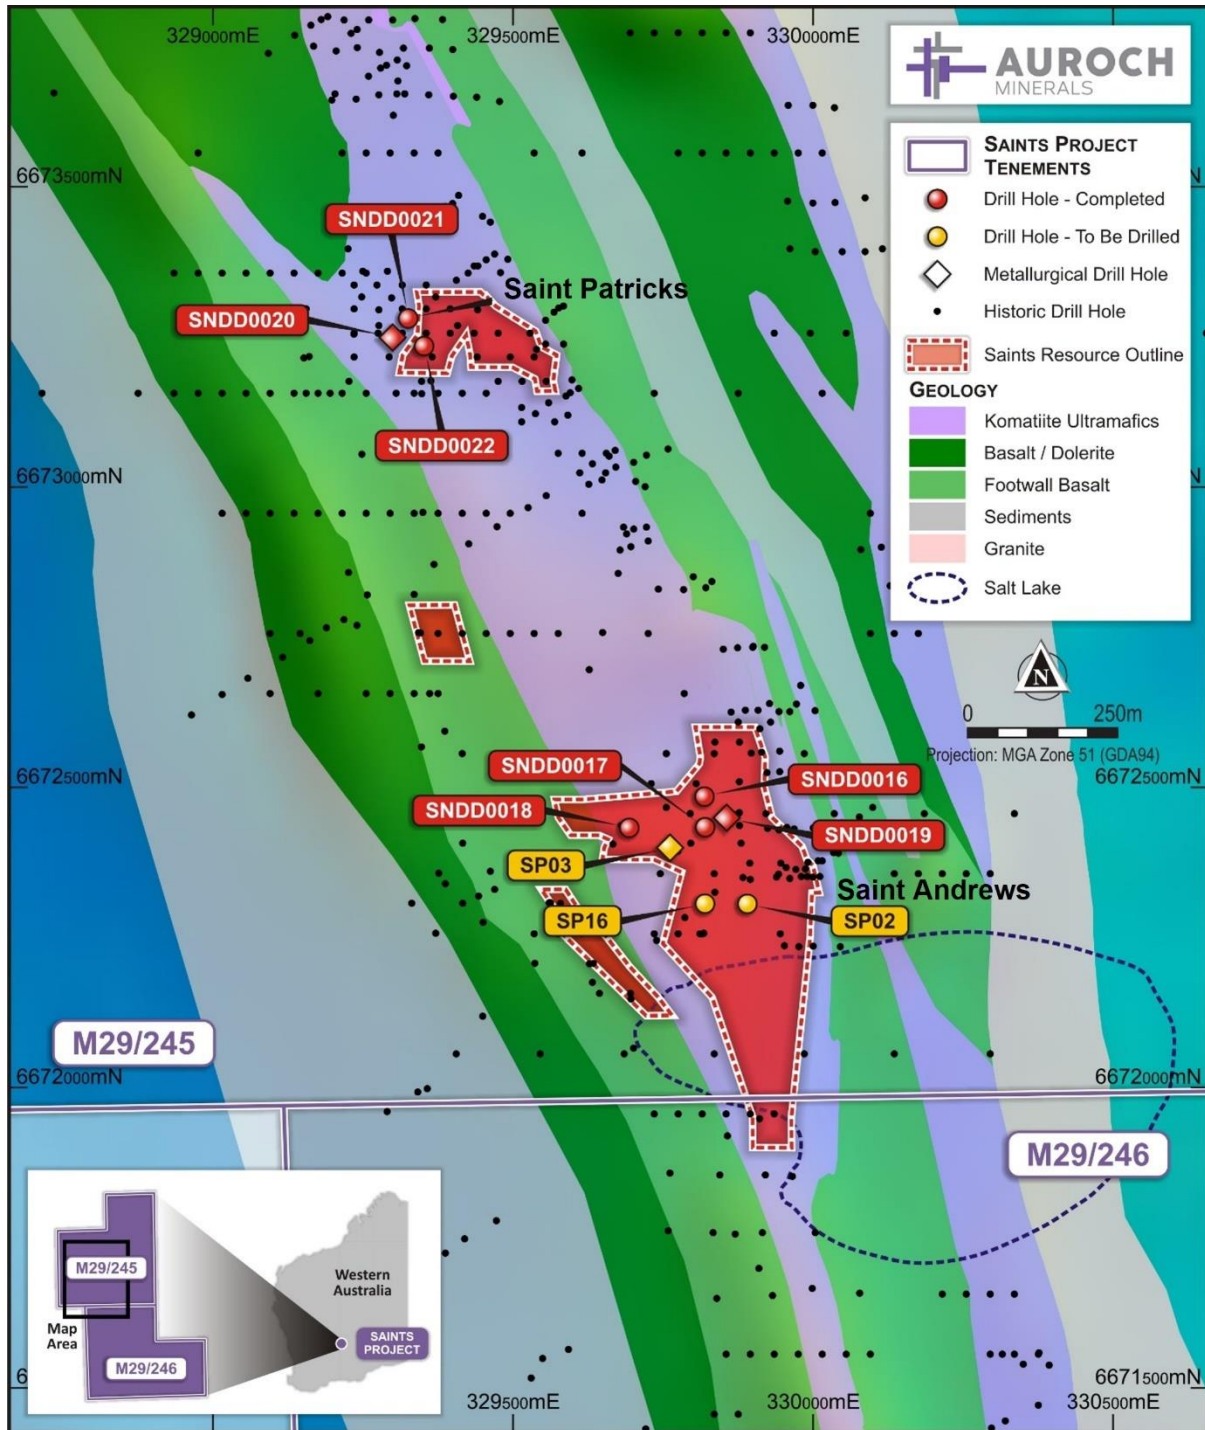 329000mE
329500mE
330000mE
AUROCH
MINERALS
SAINTS PROJECT
TENEMENTS
Drill Hole - Completed
Drill Hole - To Be Drilled
Metallurgical Drill Hole
Historic Drill Hole
Saints Resource Outline
GEOLOGY
Komatiite Ultramafics
Basalt / Dolerite
Footwall Basalt
Sediments
Granite
Salt Lake
6673500mN
SNDD0021
Saint Patricks
SNDD0020
SNDD0022
6673000mN
N
0
250m
Projection: MGA Zone 51 (GDA94)
6672500mN
6672500mN
SNDD0017
SNDD0016
SNDD0018
SNDD0019
SP03
Saint Andrews
SP16
SP02
M29/245
6672000mN
6672000mN
M29/246
M29/245
Map
Area
M29/246
Western
Australia
SAINTS
PROJECT
6671500mN
329500mE
330000mE
330500mE